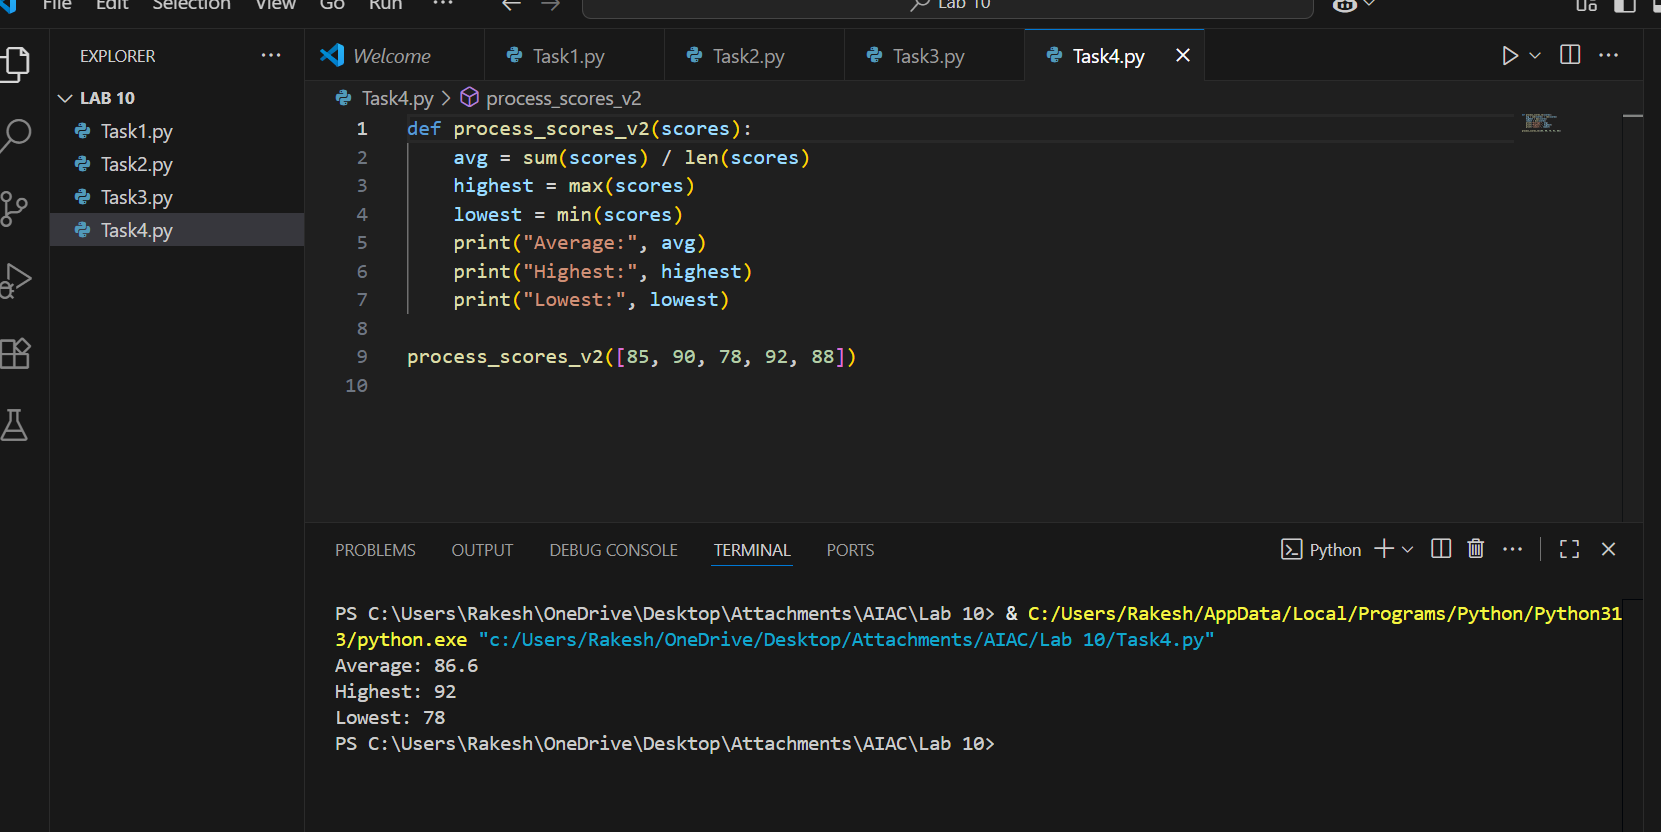 File Edit Selection View Go Run ··· Lab 10
EXPLORER ···
LAB 10
Task1.py
Task2.py
Task3.py
Task4.py
Welcome Task1.py Task2.py Task3.py Task4.py
Task4.py > process_scores_v2
1 def process_scores_v2(scores):
2     avg = sum(scores) / len(scores)
3     highest = max(scores)
4     lowest = min(scores)
5     print("Average:", avg)
6     print("Highest:", highest)
7     print("Lowest:", lowest)
8
9 process_scores_v2([85, 90, 78, 92, 88])
10
PROBLEMS OUTPUT DEBUG CONSOLE TERMINAL PORTS Python
PS C:\Users\Rakesh\OneDrive\Desktop\Attachments\AIAC\Lab 10> & C:/Users/Rakesh/AppData/Local/Programs/Python/Python31
3/python.exe "c:/Users/Rakesh/OneDrive/Desktop/Attachments/AIAC/Lab 10/Task4.py"
Average: 86.6
Highest: 92
Lowest: 78
PS C:\Users\Rakesh\OneDrive\Desktop\Attachments\AIAC\Lab 10>